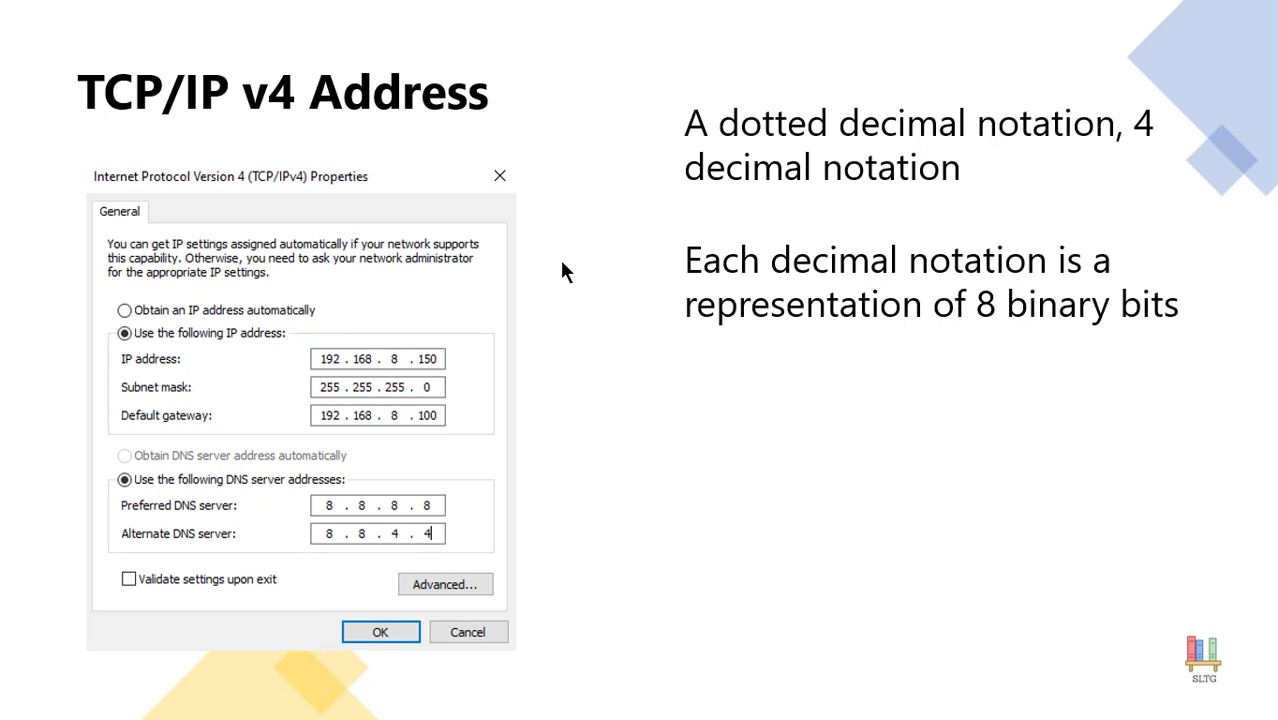 TCP/IP v4 Address
Internet Protocol Version 4 (TCP/IPv4) Properties
General
You can get IP settings assigned automatically if your network supports
this capability. Otherwise, you need to ask your network administrator
for the appropriate IP settings.
Obtain an IP address automatically
Use the following IP address:
IP address: 192 . 168 . 8 . 150
Subnet mask: 255 . 255 . 255 . 0
Default gateway: 192 . 168 . 8 . 100
Obtain DNS server address automatically
Use the following DNS server addresses:
Preferred DNS server: 8 . 8 . 8 . 8
Alternate DNS server: 8 . 8 . 4 . 4
Validate settings upon exit
Advanced...
OK Cancel
A dotted decimal notation, 4
decimal notation
Each decimal notation is a
representation of 8 binary bits
SLTG